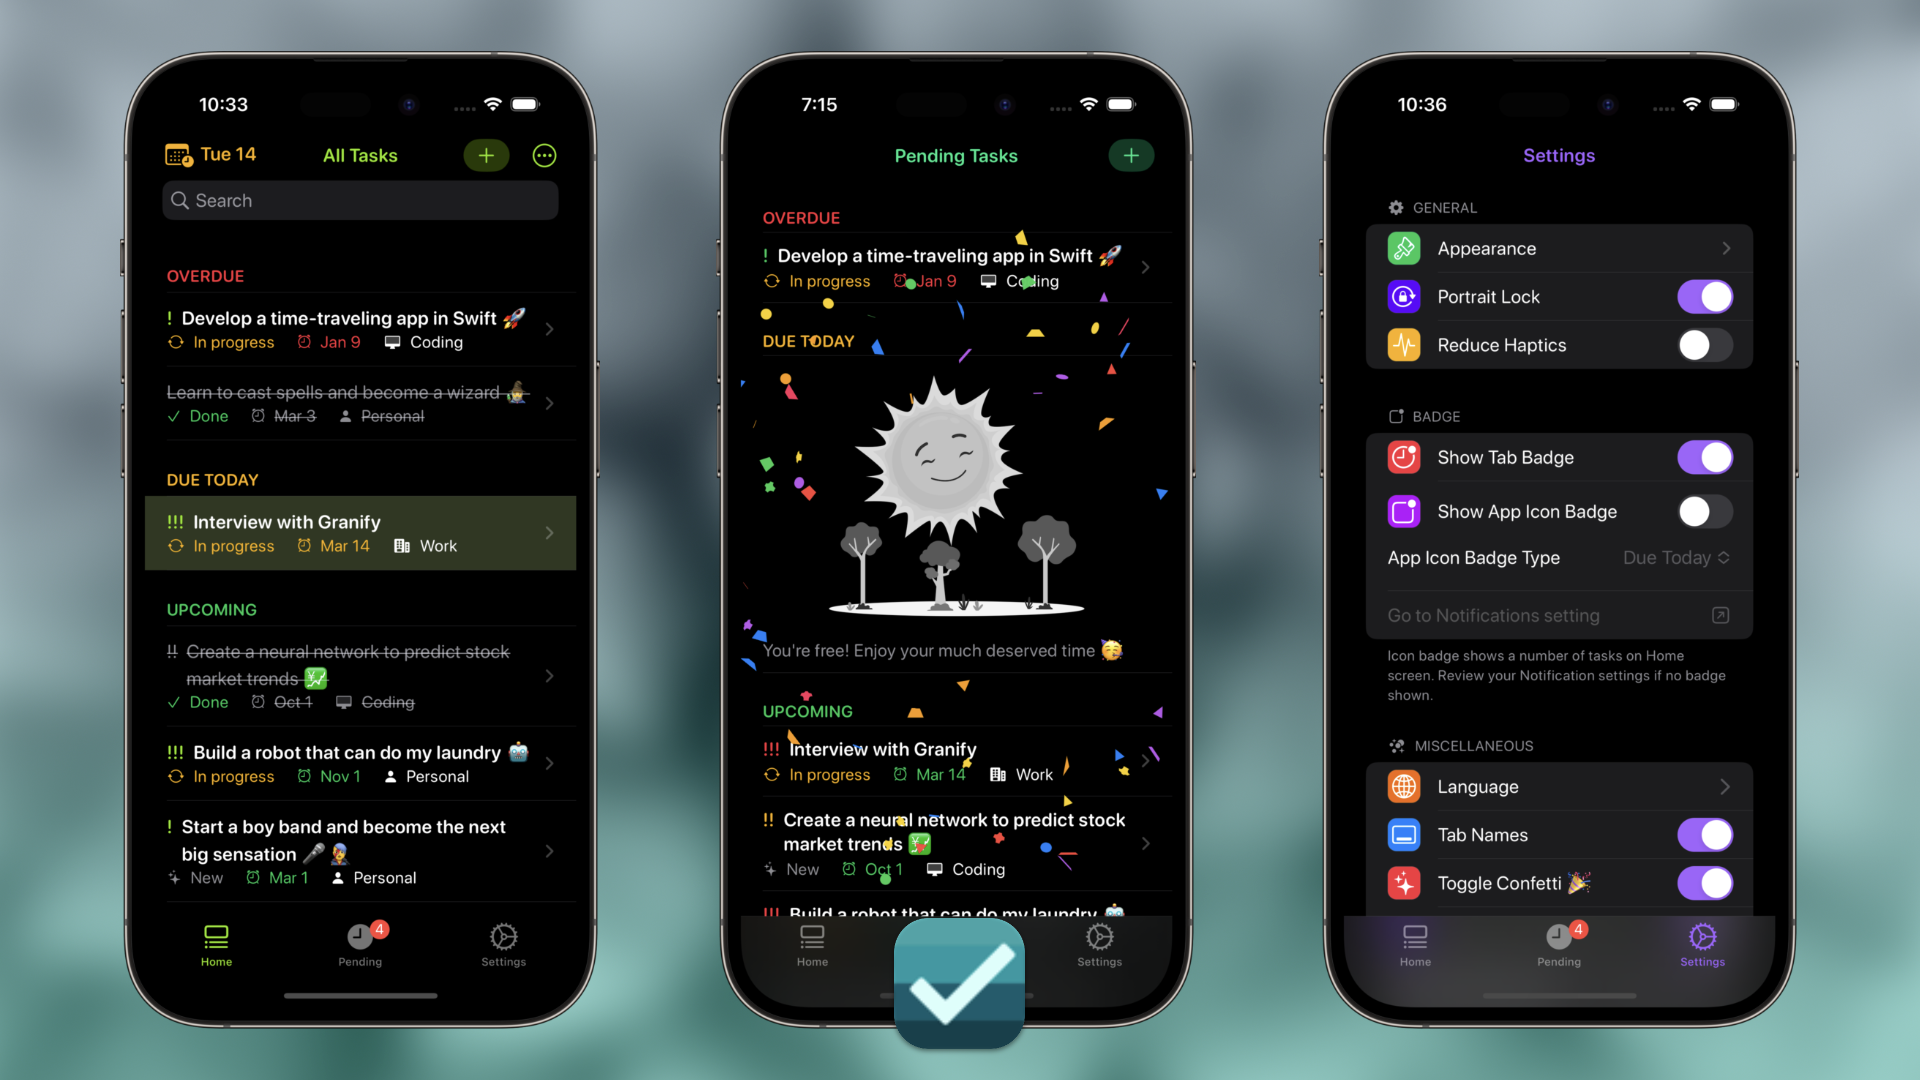 10:33
Tue 14
All Tasks
Search
OVERDUE
! Develop a time-traveling app in Swift 🚀
In progress Jan 9 Coding
Learn to cast spells and become a wizard
Done Mar 3 Personal
DUE TODAY
!!! Interview with Granify
In progress Mar 14 Work
UPCOMING
!! Create a neural network to predict stock
market trends 💹
Done Oct 1 Coding
!!! Build a robot that can do my laundry 🤖
In progress Nov 1 Personal
! Start a boy band and become the next
big sensation 🎤
New Mar 1 Personal
4
Home Pending Settings
7:15
Pending Tasks
OVERDUE
! Develop a time-traveling app in Swift 🚀
In progress Jan 9 Coding
DUE TODAY
You're free! Enjoy your much deserved time 🥳
UPCOMING
!!! Interview with Granify
In progress Mar 14 Work
!! Create a neural network to predict stock
market trends 💹
New Oct 1 Coding
!!! Build a robot that can do my laundry 🤖
Home Settings
10:36
Settings
GENERAL
Appearance
Portrait Lock
Reduce Haptics
BADGE
Show Tab Badge
Show App Icon Badge
App Icon Badge Type Due Today
Go to Notifications setting
Icon badge shows a number of tasks on Home
screen. Review your Notification settings if no badge
shown.
MISCELLANEOUS
Language
Tab Names
Toggle Confetti 🎉
4
Home Pending Settings